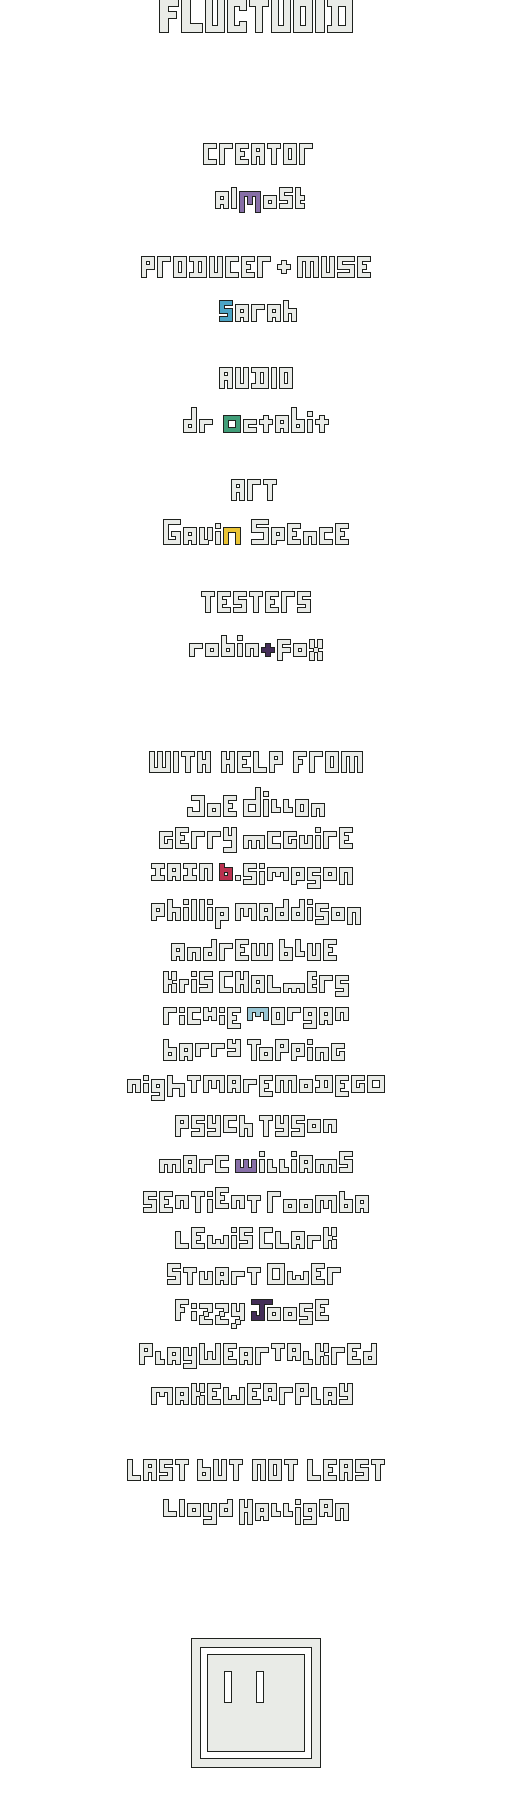 FLUCTUOID
CrEATOr
alMoSt
PrODUCEr + MUSE
Sarah
AUDIO
dr octabit
ArT
Gavin SpEncE
TESTErS
robin+Fox
WITH HELP FrOM
JoE dillon
GErry mcGuirE
IAIN b.Simpson
phillip MAddison
AndrEW bLUE
KriS CHALmErS
ricHiE morgan
bArry ToPPing
nighTMArEMoDEGO
PSYCh TYSon
mArc williAmS
SEnTiEnT roombA
LEwiS CLArK
STuArT OwEr
Fizzy JoosE
PLayWEArTALKrEd
mAKEwEArPLAY
LAST bUT NOT LEAST
Lloyd HALLigAn